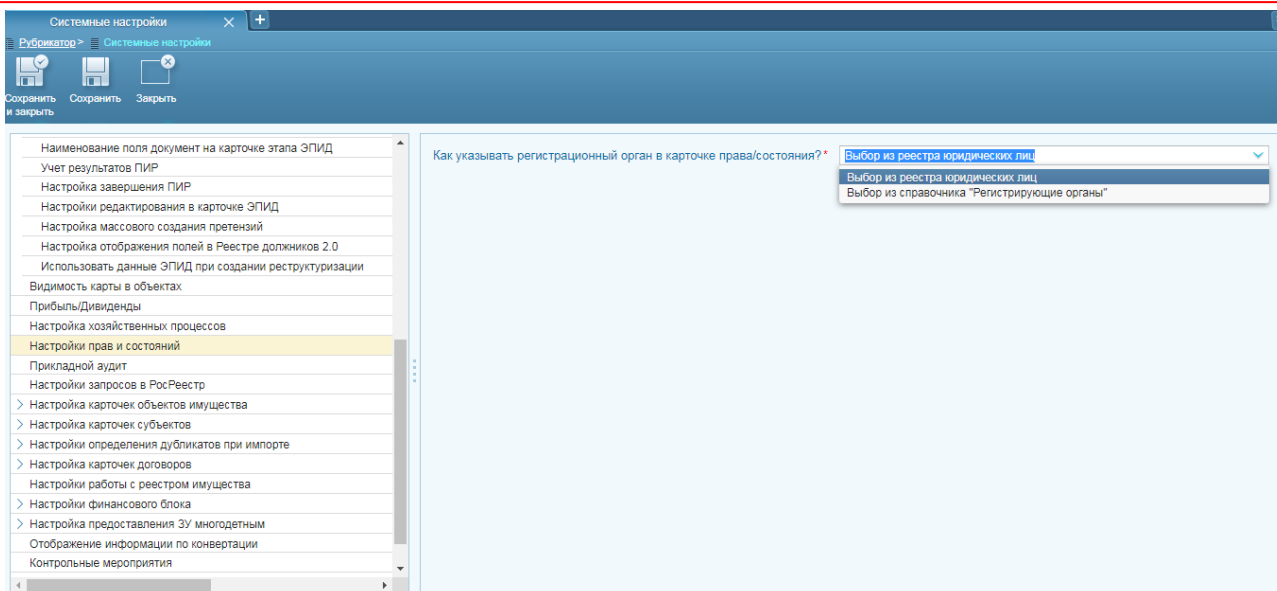 Системные настройки
Рубрикатор > Системные настройки
Сохранить и закрыть
Сохранить
Закрыть
Наименование поля документ на карточке этапа ЭПИД
Учет результатов ПИР
Настройка завершения ПИР
Настройки редактирования в карточке ЭПИД
Настройка массового создания претензий
Настройка отображения полей в Реестре должников 2.0
Использовать данные ЭПИД при создании реструктуризации
Видимость карты в объектах
Прибыль/Дивиденды
Настройка хозяйственных процессов
Настройки прав и состояний
Прикладной аудит
Настройки запросов в РосРеестр
Настройка карточек объектов имущества
Настройка карточек субъектов
Настройки определения дубликатов при импорте
Настройка карточек договоров
Настройки работы с реестром имущества
Настройки финансового блока
Настройка предоставления ЗУ многодетным
Отображение информации по конвертации
Контрольные мероприятия
Как указывать регистрационный орган в карточке права/состояния?*
Выбор из реестра юридических лиц
Выбор из реестра юридических лиц
Выбор из справочника "Регистрирующие органы"